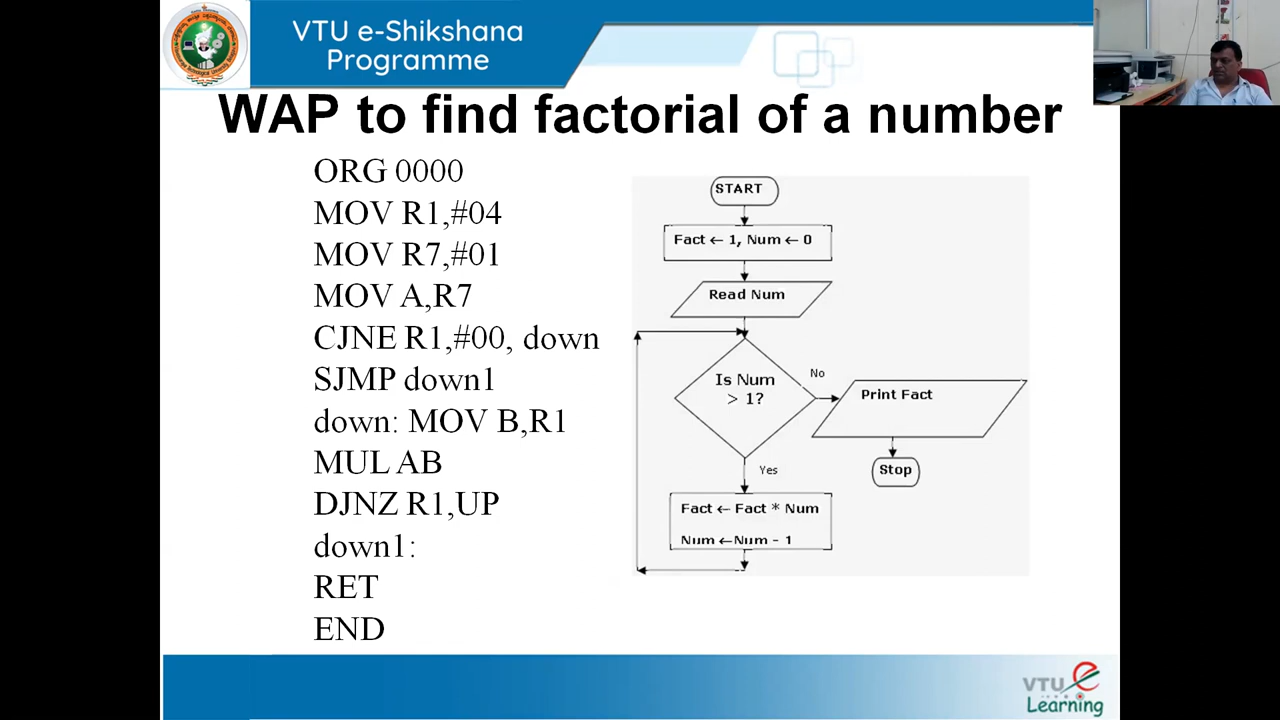 VTU e-Shikshana
Programme
WAP to find factorial of a number
ORG 0000
MOV R1,#04
MOV R7,#01
MOV A,R7
CJNE R1,#00, down
SJMP down1
down: MOV B,R1
MUL AB
DJNZ R1,UP
down1:
RET
END
START
Fact ← 1, Num ← 0
Read Num
Is Num
> 1?
No
Print Fact
Stop
Yes
Fact ← Fact * Num
Num ←Num - 1
VTU e
Learning